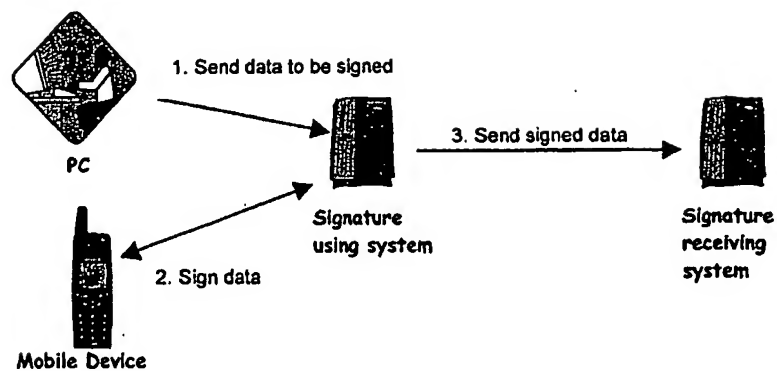 1. Send data to be signed
PC
3. Send signed data
Signature
using system
Signature
receiving
system
2. Sign data
Mobile Device